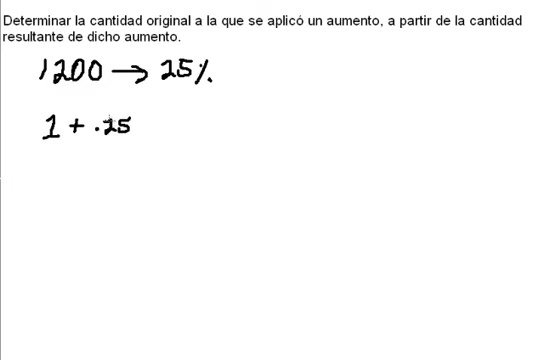 Determinar la cantidad original a la que se aplicó un aumento, a partir de la cantidad
resultante de dicho aumento.
1200 → 25%
1 + .25